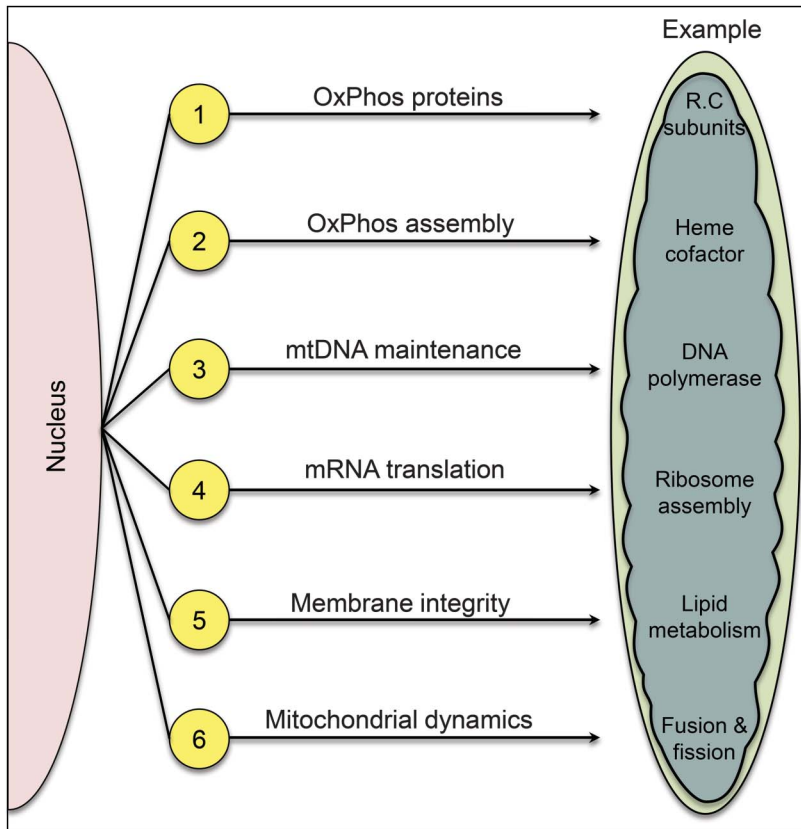 Example
Nucleus
1
OxPhos proteins
R.C
subunits
2
OxPhos assembly
Heme
cofactor
3
mtDNA maintenance
DNA
polymerase
4
mRNA translation
Ribosome
assembly
5
Membrane integrity
Lipid
metabolism
6
Mitochondrial dynamics
Fusion &
fission